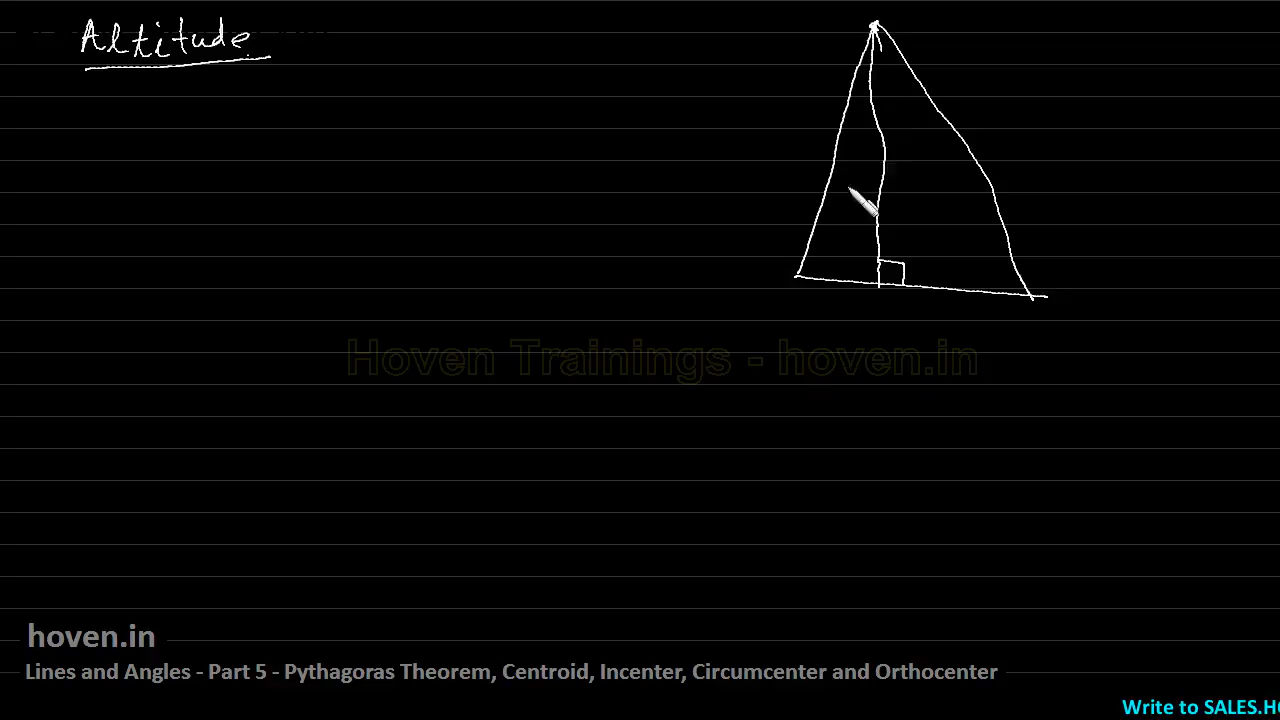 Altitude
Hoven Trainings - hoven.in
hoven.in
Lines and Angles - Part 5 - Pythagoras Theorem, Centroid, Incenter, Circumcenter and Orthocenter
Write to SALES.H